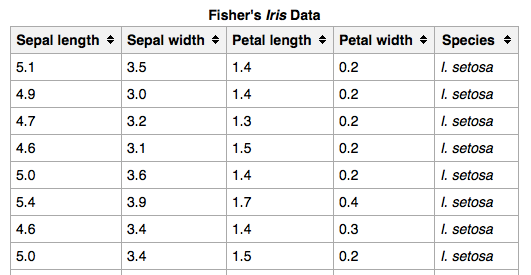 Fisher's Iris Data
Sepal length Sepal width Petal length Petal width Species
5.1 3.5 1.4 0.2 I. setosa
4.9 3.0 1.4 0.2 I. setosa
4.7 3.2 1.3 0.2 I. setosa
4.6 3.1 1.5 0.2 I. setosa
5.0 3.6 1.4 0.2 I. setosa
5.4 3.9 1.7 0.4 I. setosa
4.6 3.4 1.4 0.3 I. setosa
5.0 3.4 1.5 0.2 I. setosa